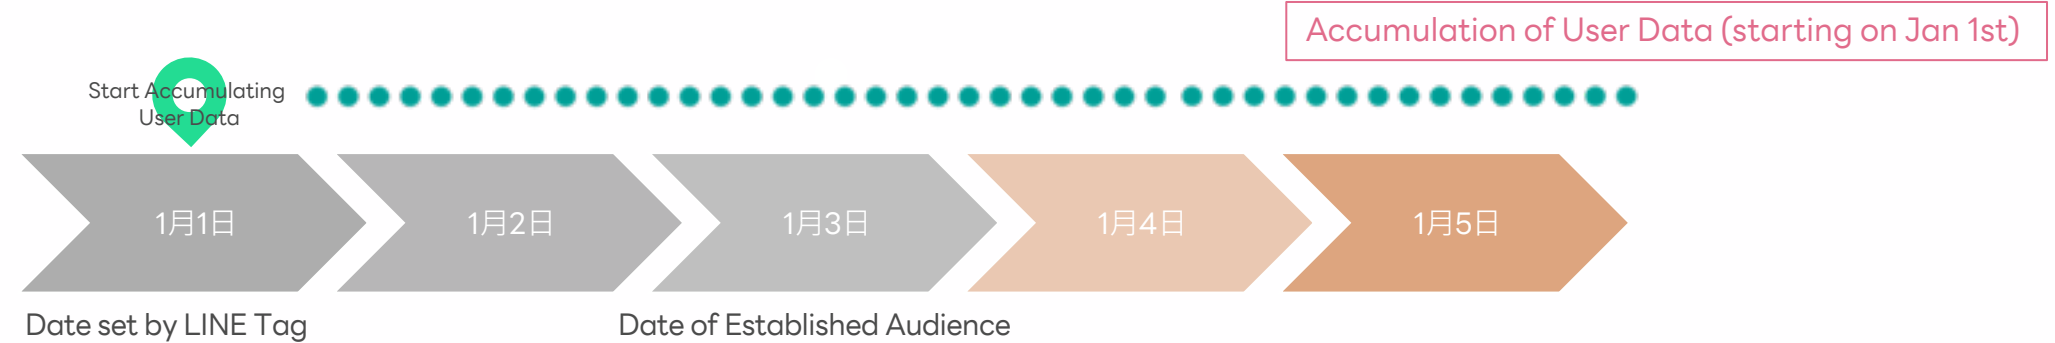 Accumulation of User Data (starting on Jan 1st)
Start Accumulating
User Data
1月1日
1月2日
1月3日
1月4日
1月5日
Date set by LINE Tag
Date of Established Audience